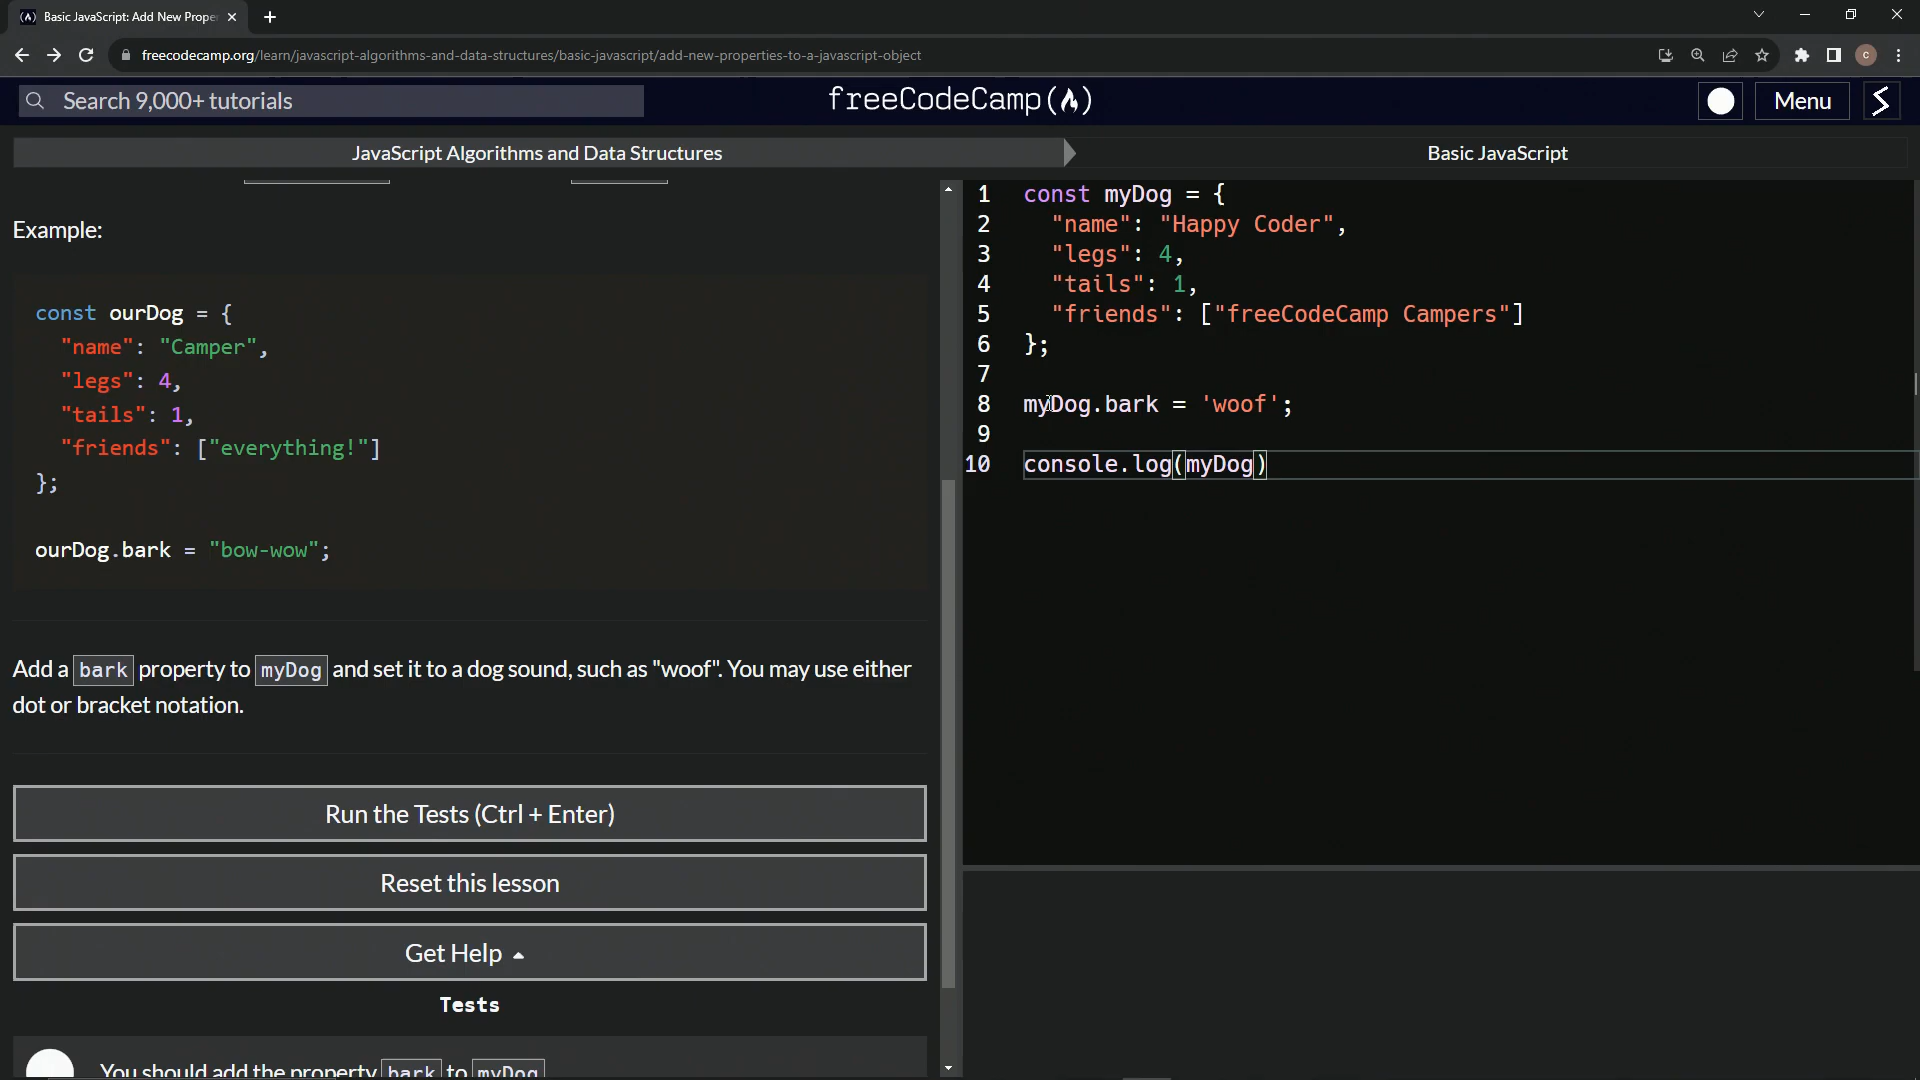 Basic JavaScript: Add New Prope
freecodecamp.org/learn/javascript-algorithms-and-data-structures/basic-javascript/add-new-properties-to-a-javascript-object
c
Search 9,000+ tutorials
freeCodeCamp
Menu
JavaScript Algorithms and Data Structures
Basic JavaScript
Example:
const ourDog = {
"name": "Camper",
"legs": 4,
"tails": 1,
"friends": ["everything!"]
};
ourDog.bark = "bow-wow";
Add a bark property to myDog and set it to a dog sound, such as "woof". You may use either
dot or bracket notation.
Run the Tests (Ctrl + Enter)
Reset this lesson
Get Help
Tests
You should add the property bark to myDog
1 const myDog = {
2 "name": "Happy Coder",
3 "legs": 4,
4 "tails": 1,
5 "friends": ["freeCodeCamp Campers"]
6 };
7
8 myDog.bark = 'woof';
9
10 console.log(myDog)